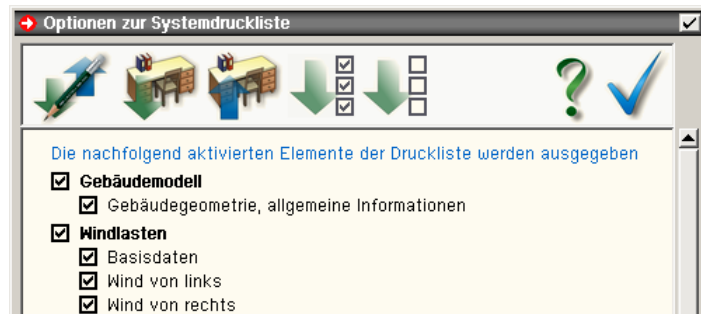 Optionen zur Systemdruckliste
Die nachfolgend aktivierten Elemente der Druckliste werden ausgegeben
Gebäudemodell
Gebäudegeometrie, allgemeine Informationen
Windlasten
Basisdaten
Wind von links
Wind von rechts